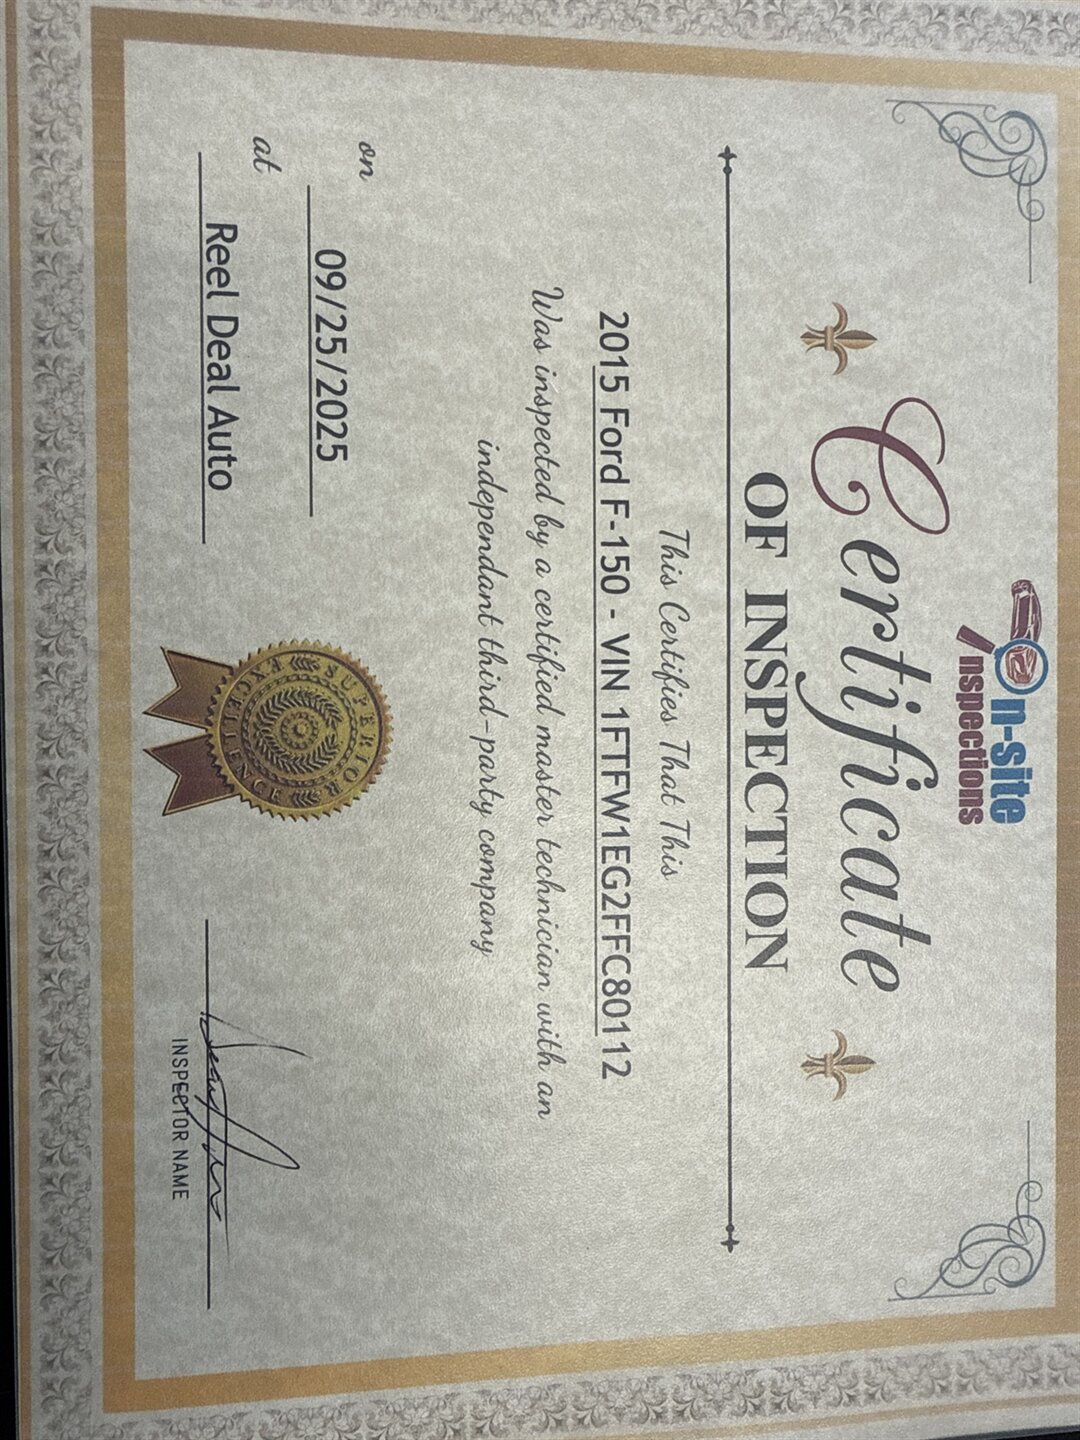 On-site
Inspections
Certificate
OF INSPECTION
This Certifies That This
2015 Ford F-150 - VIN 1FTFW1EG2FFC80112
Was inspected by a certified master technician with an
independant third-party company
on 09/25/2025
at Reel Deal Auto
SUPERIOR
EXCELLENCE
INSPECTOR NAME